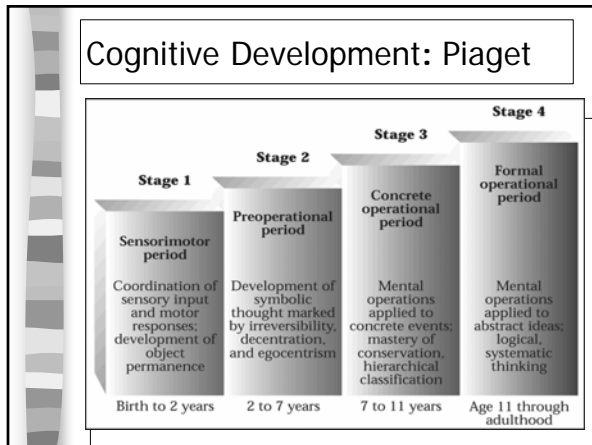 Cognitive Development: Piaget
Stage 1
Sensorimotor
period
Coordination of
sensory input
and motor
responses;
development of
object
permanence
Birth to 2 years
Stage 2
Preoperational
period
Development of
symbolic
thought marked
by irreversibility,
decentration,
and egocentrism
2 to 7 years
Stage 3
Concrete
operational
period
Mental
operations
applied to
concrete events;
mastery of
conservation,
hierarchical
classification
7 to 11 years
Stage 4
Formal
operational
period
Mental
operations
applied to
abstract ideas;
logical,
systematic
thinking
Age 11 through
adulthood